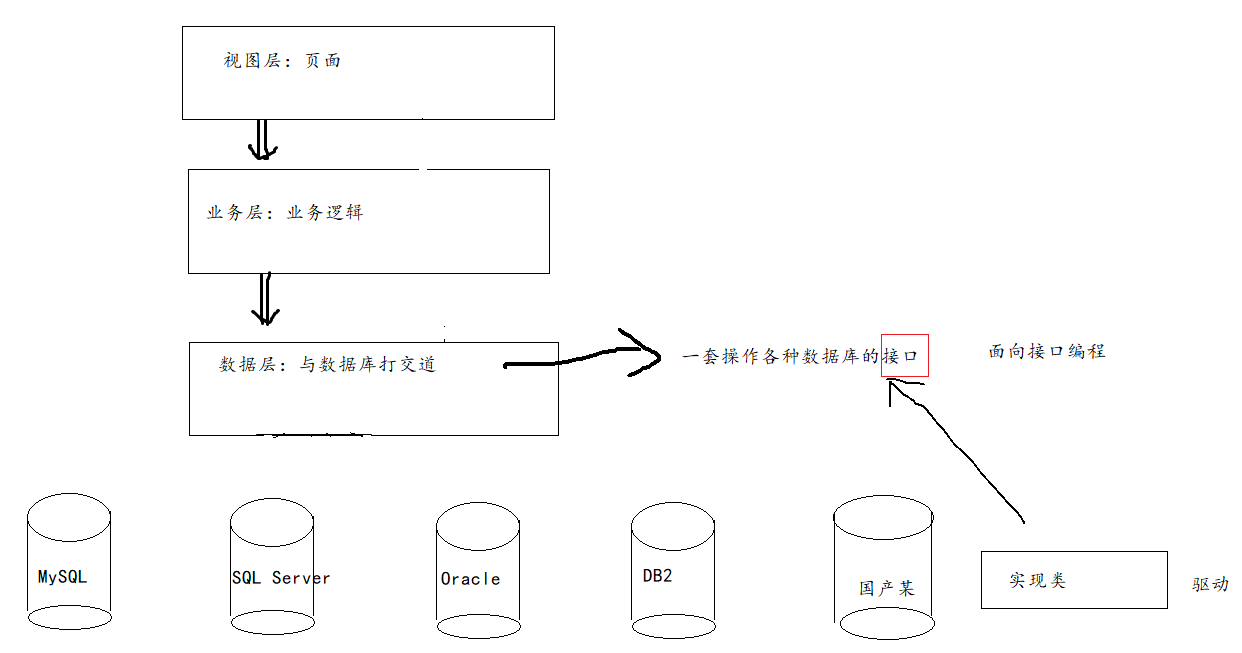 视图层：页面
业务层：业务逻辑
数据层：与数据库打交道
一套操作各种数据库的接口
面向接口编程
MySQL
SQL Server
Oracle
DB2
国产某
实现类
驱动